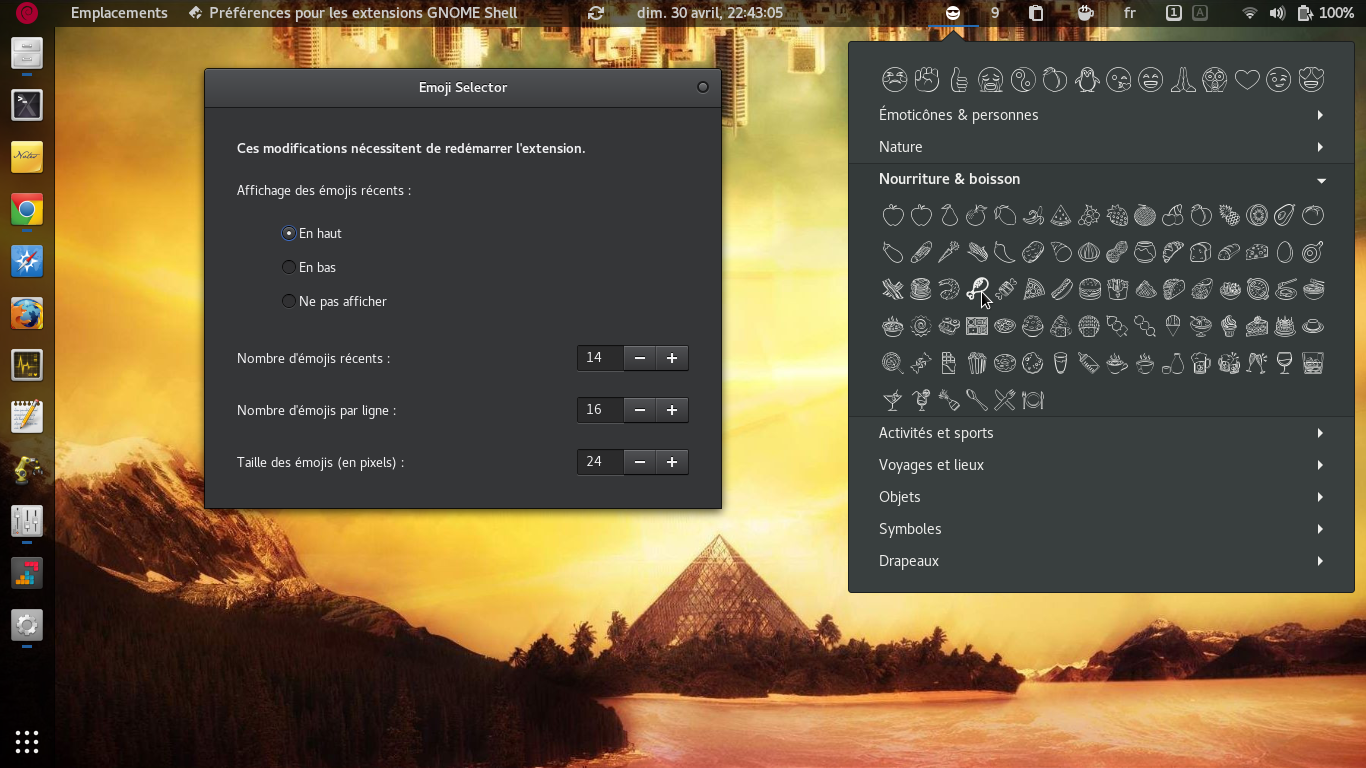 Emplacements
Préférences pour les extensions GNOME Shell
dim. 30 avril, 22:43:05
9
fr
1
A
100%
Emoji Selector
Ces modifications nécessitent de redémarrer l'extension.
Affichage des émojis récents :
En haut
En bas
Ne pas afficher
Nombre d'émojis récents :
14
Nombre d'émojis par ligne :
16
Taille des émojis (en pixels) :
24
Émoticônes & personnes
Nature
Nourriture & boisson
Activités et sports
Voyages et lieux
Objets
Symboles
Drapeaux
Notes